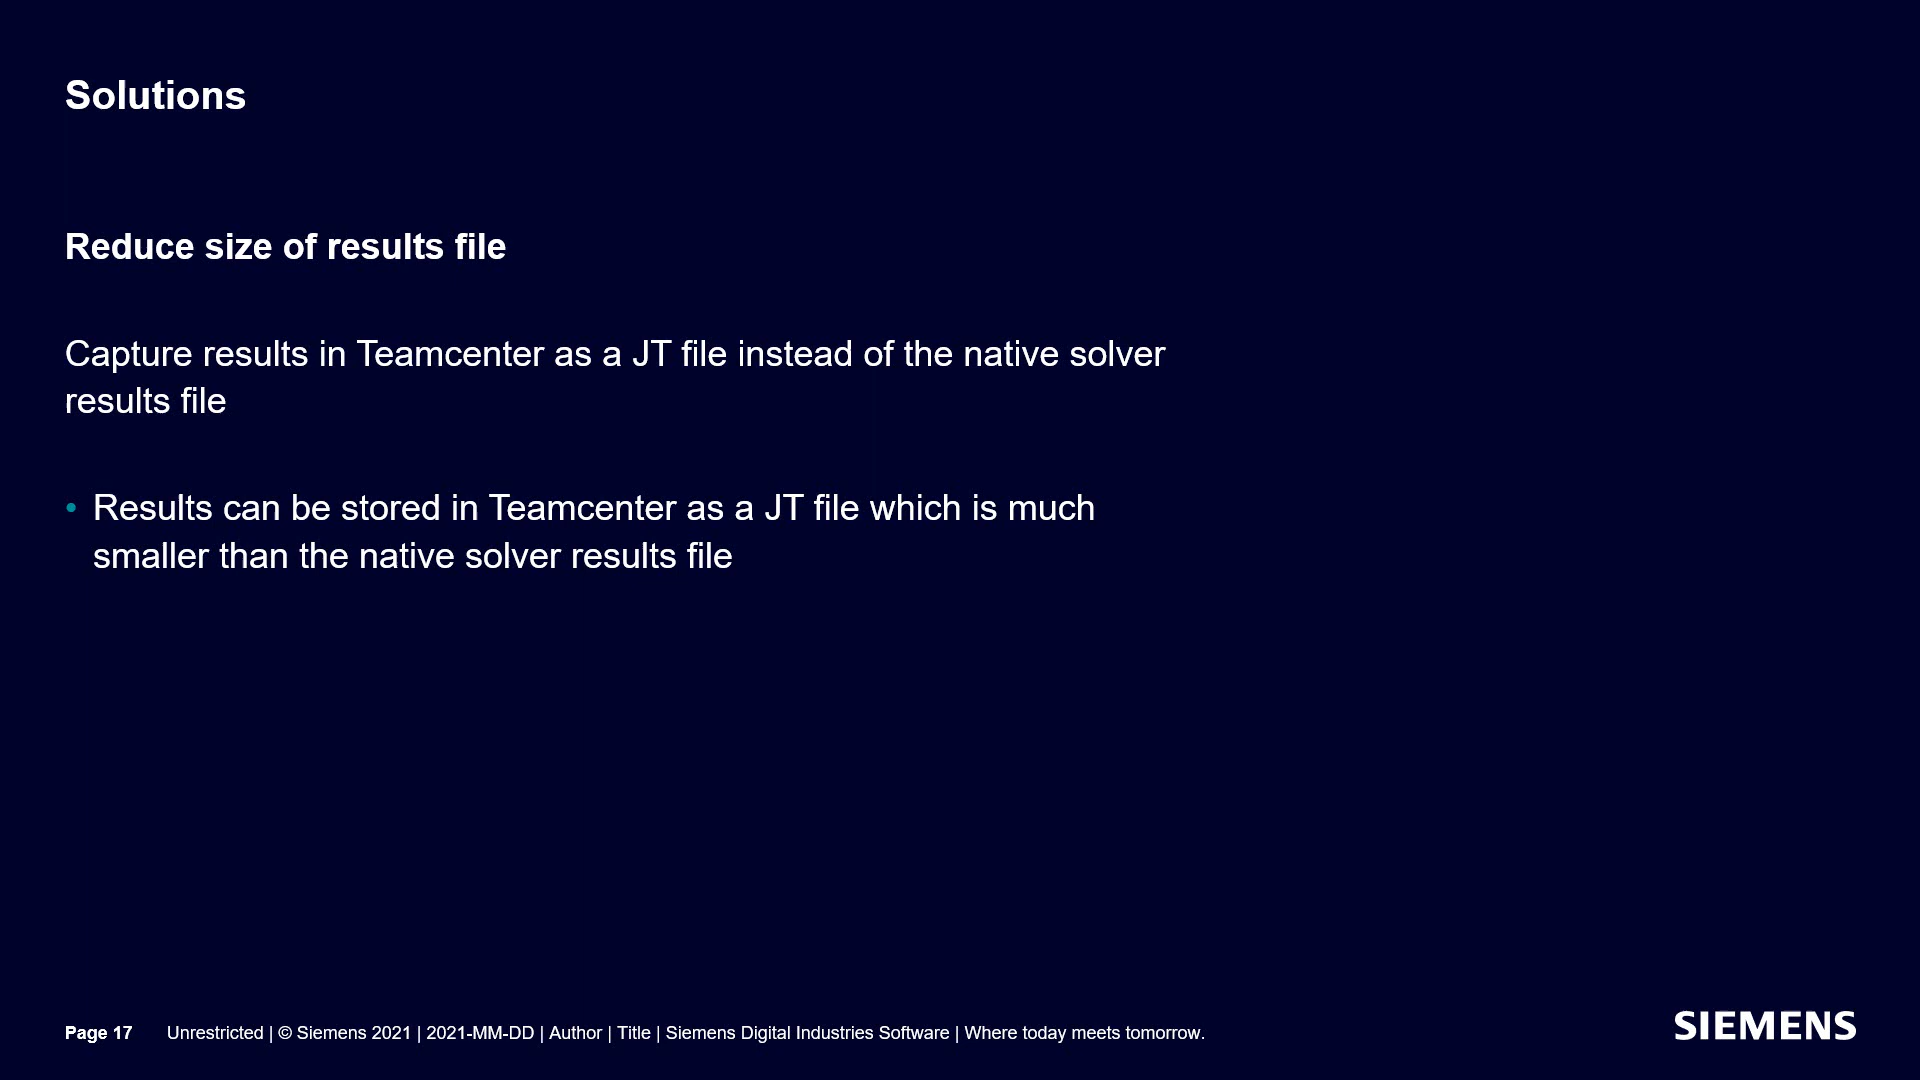 Solutions
Reduce size of results file
Capture results in Teamcenter as a JT file instead of the native solver
results file
• Results can be stored in Teamcenter as a JT file which is much
smaller than the native solver results file
Page 17 Unrestricted | © Siemens 2021 | 2021-MM-DD | Author | Title | Siemens Digital Industries Software | Where today meets tomorrow.
SIEMENS